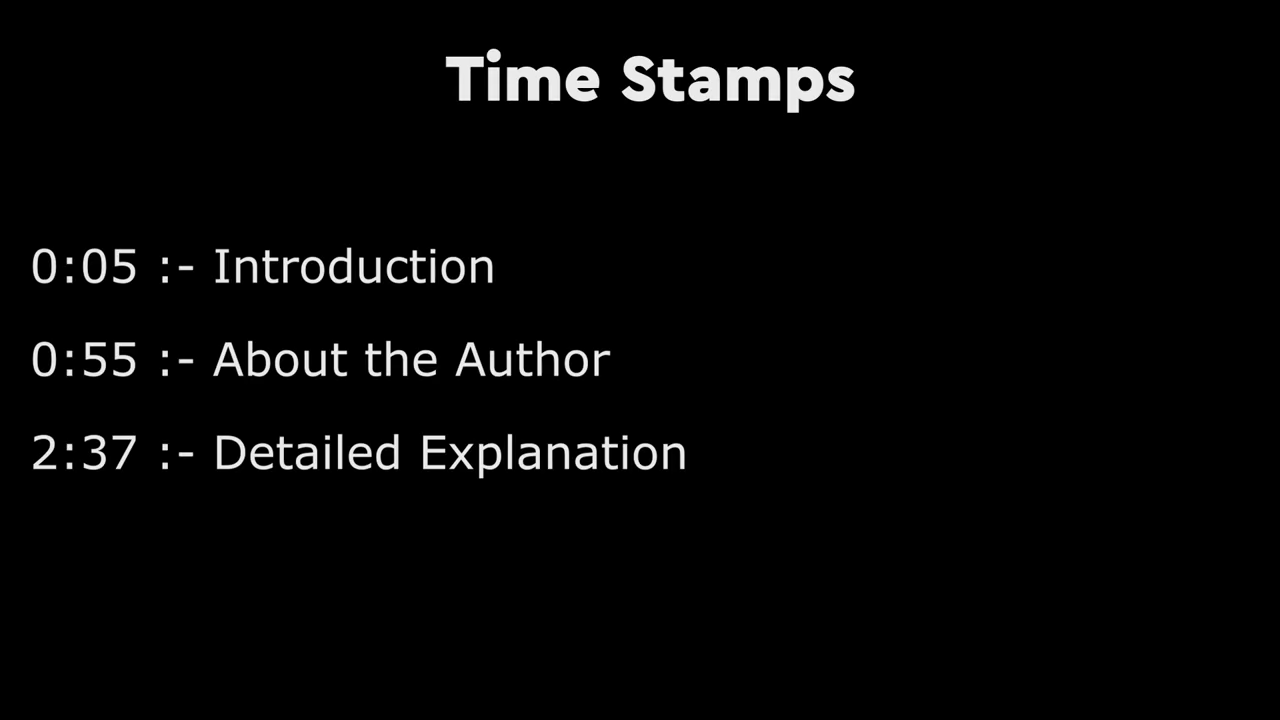 Time Stamps
0:05 :- Introduction
0:55 :- About the Author
2:37 :- Detailed Explanation